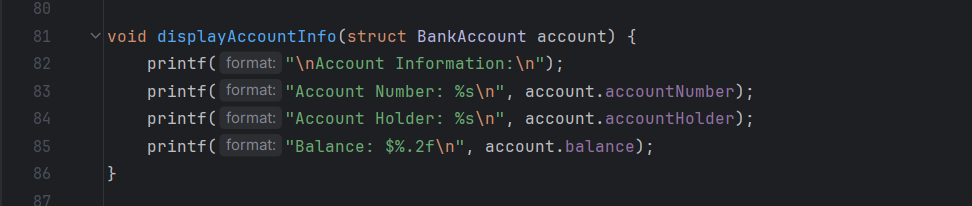 80
81 void displayAccountInfo(struct BankAccount account) {
82 printf( format: "\nAccount Information:\n");
83 printf( format: "Account Number: %s\n", account.accountNumber);
84 printf( format: "Account Holder: %s\n", account.accountHolder);
85 printf( format: "Balance: $%.2f\n", account.balance);
86 }
87